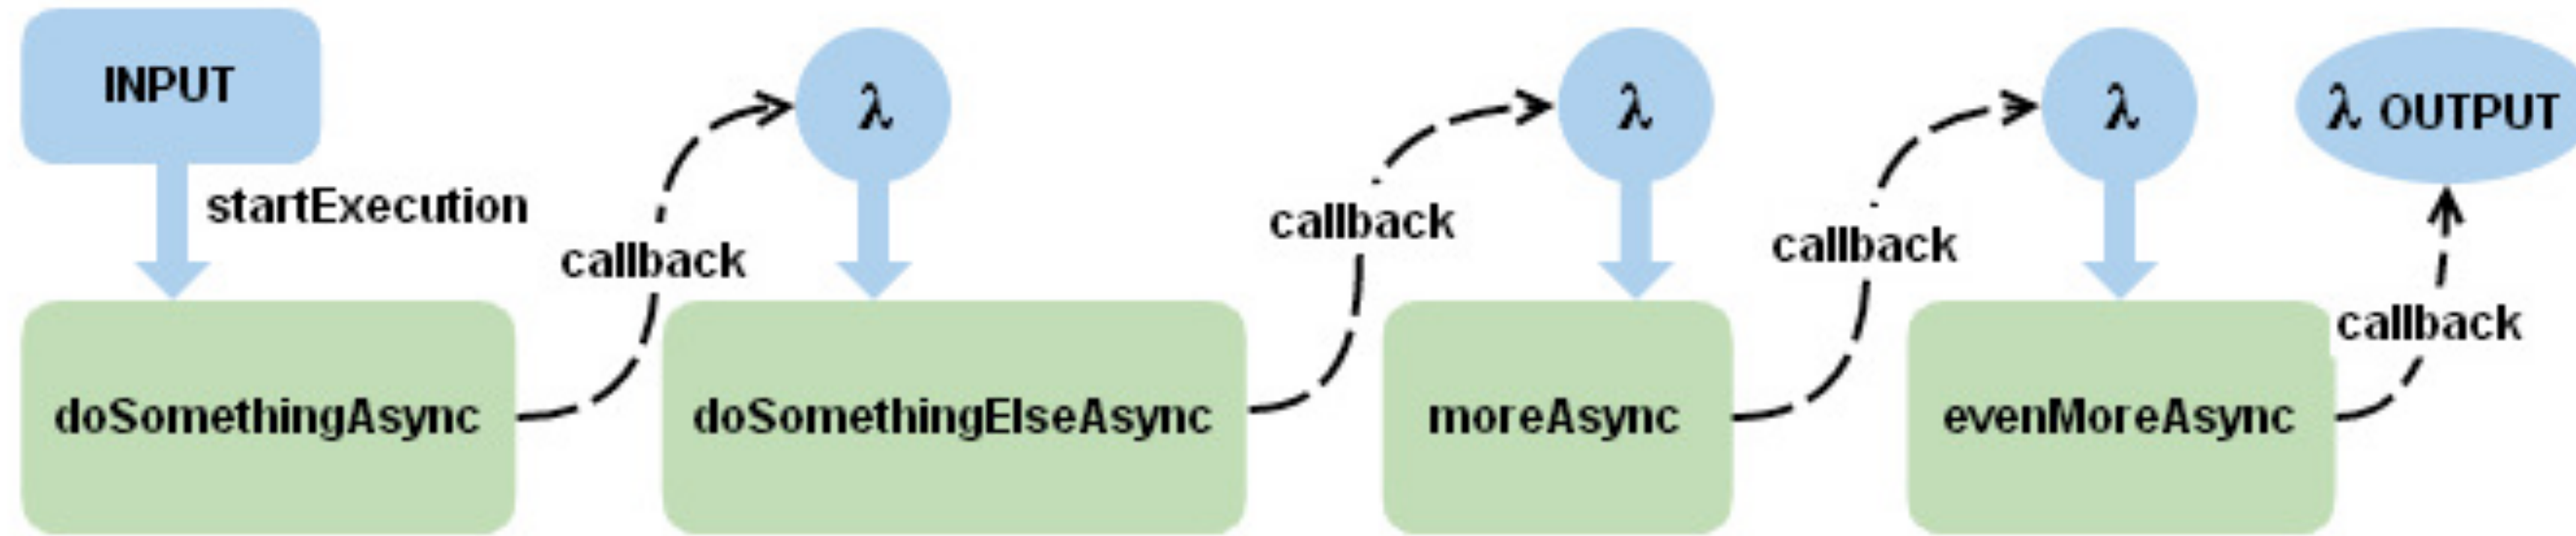 INPUT
startExecution
doSomethingAsync
callback
λ
doSomethingElseAsync
callback
λ
moreAsync
callback
λ
evenMoreAsync
callback
λ OUTPUT